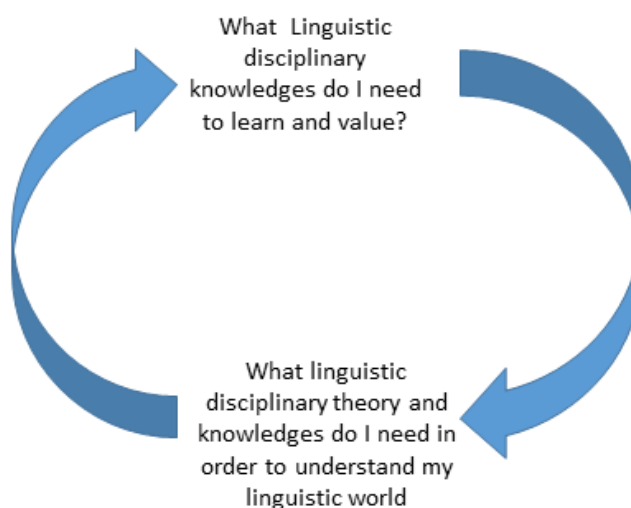 What Linguistic
disciplinary
knowledges do I need
to learn and value?
What linguistic
disciplinary theory and
knowledges do I need in
order to understand my
linguistic world